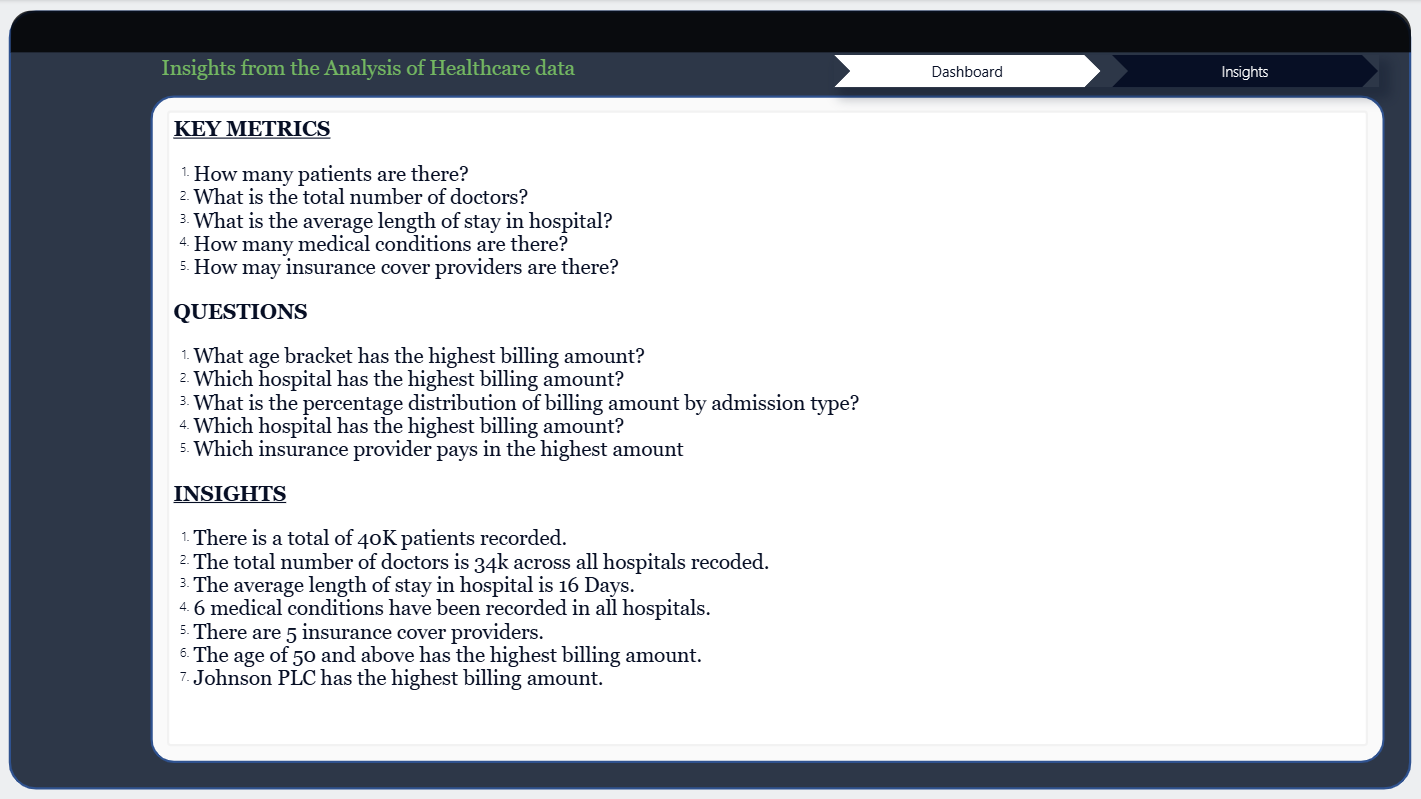 Insights from the Analysis of Healthcare data
Dashboard
Insights
KEY METRICS
1. How many patients are there?
2. What is the total number of doctors?
3. What is the average length of stay in hospital?
4. How many medical conditions are there?
5. How may insurance cover providers are there?
QUESTIONS
1. What age bracket has the highest billing amount?
2. Which hospital has the highest billing amount?
3. What is the percentage distribution of billing amount by admission type?
4. Which hospital has the highest billing amount?
5. Which insurance provider pays in the highest amount
INSIGHTS
1. There is a total of 40K patients recorded.
2. The total number of doctors is 34k across all hospitals recoded.
3. The average length of stay in hospital is 16 Days.
4. 6 medical conditions have been recorded in all hospitals.
5. There are 5 insurance cover providers.
6. The age of 50 and above has the highest billing amount.
7. Johnson PLC has the highest billing amount.